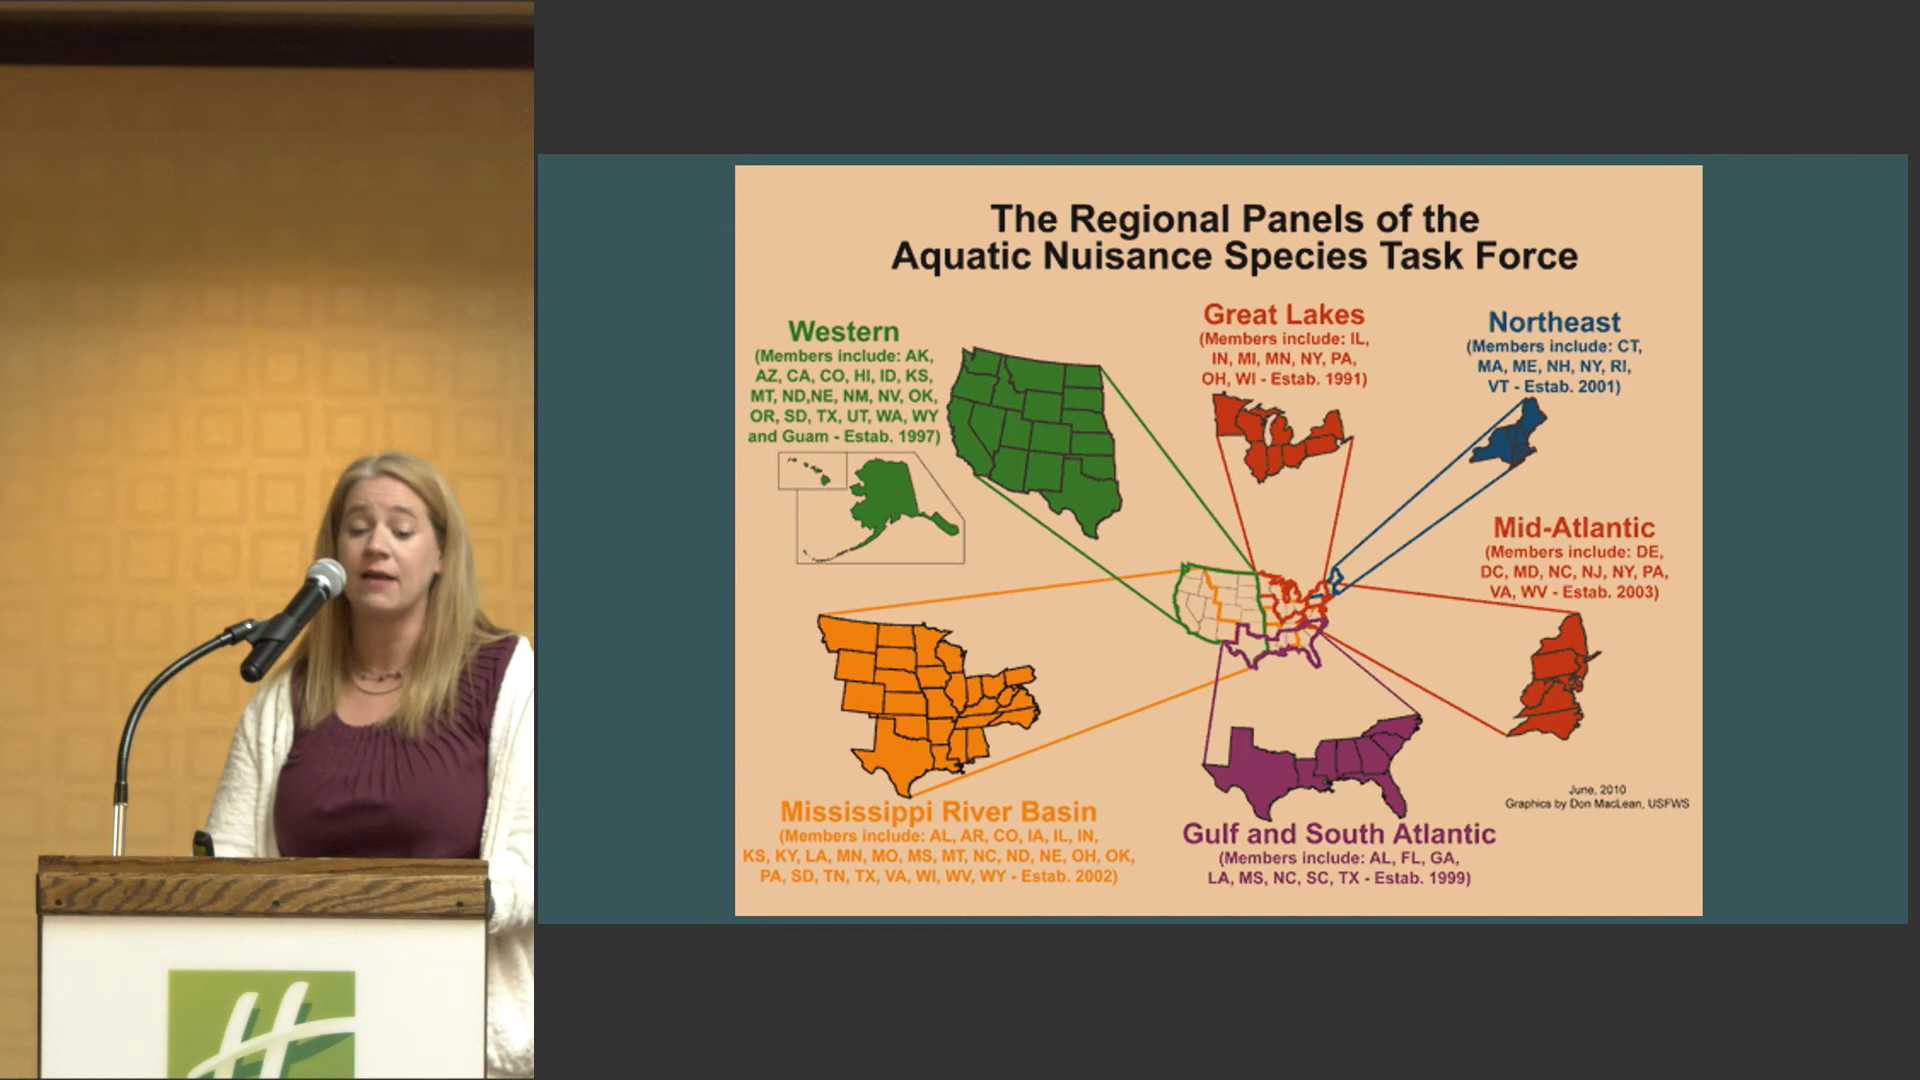 The Regional Panels of the
Aquatic Nuisance Species Task Force
Western
(Members include: AK,
AZ, CA, CO, HI, ID, KS,
MT, ND,NE, NM, NV, OK,
OR, SD, TX, UT, WA, WY
and Guam - Estab. 1997)
Great Lakes
(Members include: IL,
IN, MI, MN, NY, PA,
OH, WI - Estab. 1991)
Northeast
(Members include: CT,
MA, ME, NH, NY, RI,
VT - Estab. 2001)
Mid-Atlantic
(Members include: DE,
DC, MD, NC, NJ, NY, PA,
VA, WV - Estab. 2003)
Mississippi River Basin
(Members include: AL, AR, CO, IA, IL, IN,
KS, KY, LA, MN, MO, MS, MT, NC, ND, NE, OH, OK,
PA, SD, TN, TX, VA, WI, WV, WY - Estab. 2002)
Gulf and South Atlantic
(Members include: AL, FL, GA,
LA, MS, NC, SC, TX - Estab. 1999)
June, 2010
Graphics by Don MacLean, USFWS
H